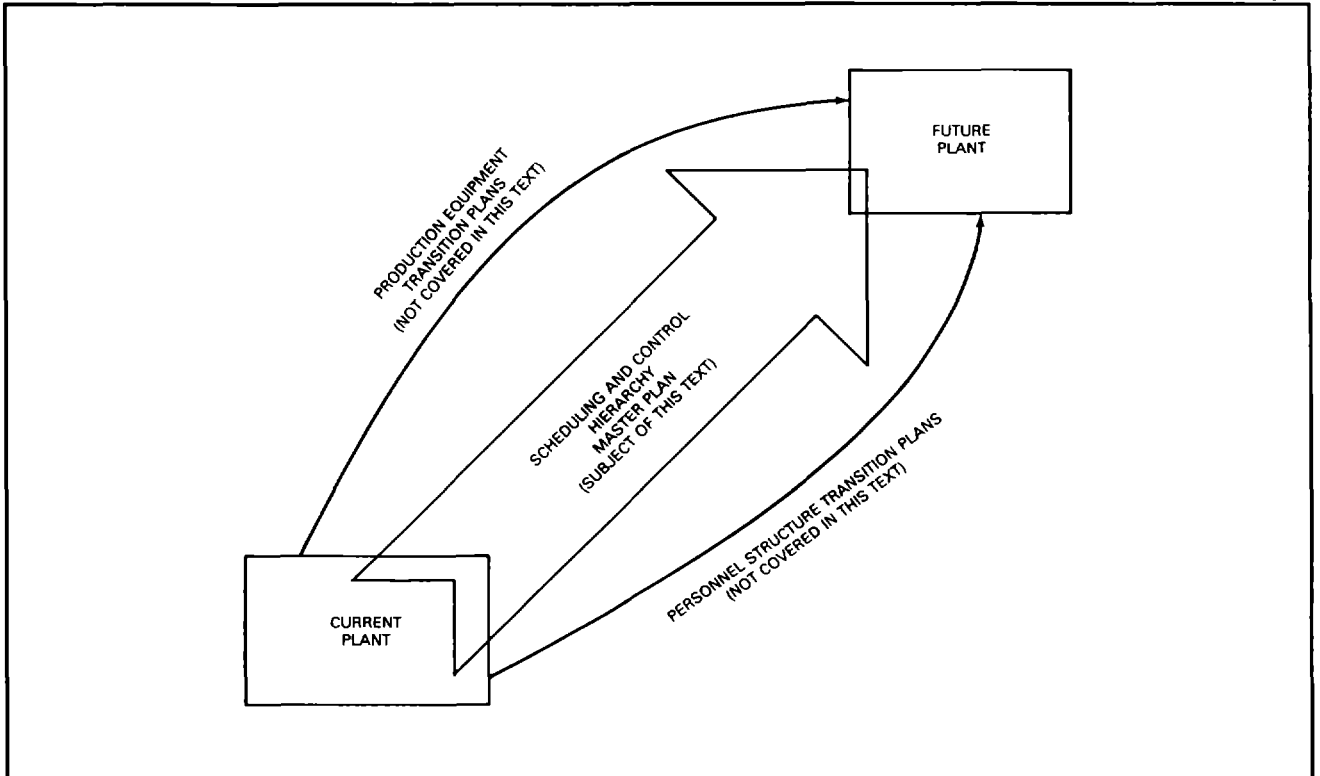 FUTURE
PLANT
PRODUCTION EQUIPMENT
TRANSITION PLANS
(NOT COVERED IN THIS TEXT)
SCHEDULING AND CONTROL
HIERARCHY
MASTER PLAN
(SUBJECT OF THIS TEXT)
PERSONNEL STRUCTURE TRANSITION PLANS
(NOT COVERED IN THIS TEXT)
CURRENT
PLANT